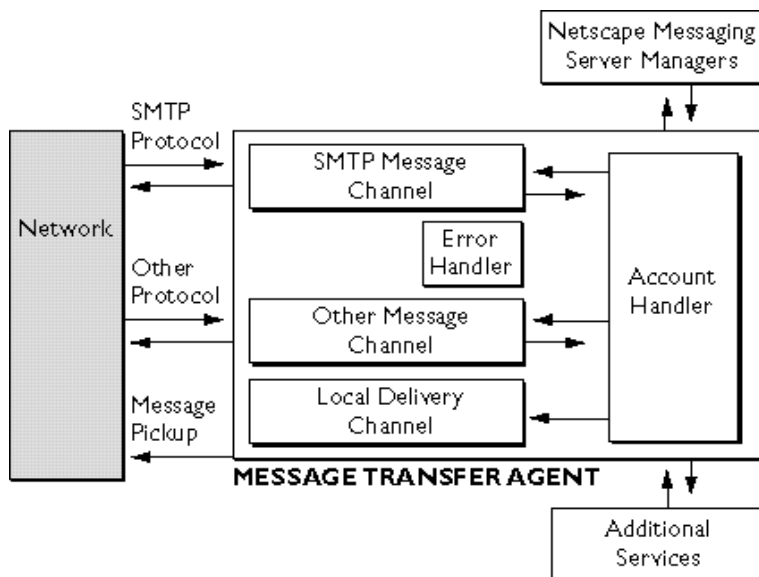 Netscape Messaging
Server Managers
SMTP
Protocol
SMTP Message
Channel
Network
Error
Handler
Account
Handler
Other
Protocol
Other Message
Channel
Message
Pickup
Local Delivery
Channel
MESSAGE TRANSFER AGENT
Additional
Services